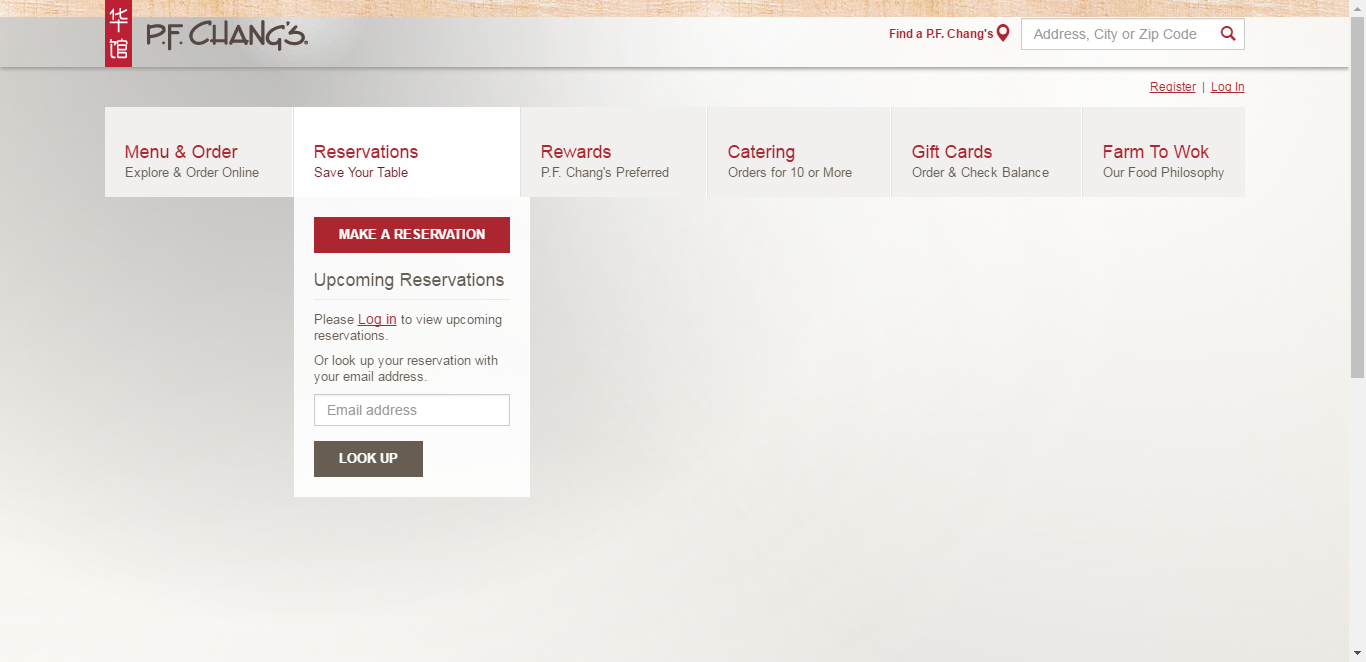 华馆
P.F. CHANG'S.
Find a P.F. Chang's
Address, City or Zip Code
Register | Log In
Menu & Order
Explore & Order Online
Reservations
Save Your Table
Rewards
P.F. Chang's Preferred
Catering
Orders for 10 or More
Gift Cards
Order & Check Balance
Farm To Wok
Our Food Philosophy
MAKE A RESERVATION
Upcoming Reservations
Please Log in to view upcoming
reservations.
Or look up your reservation with
your email address.
Email address
LOOK UP